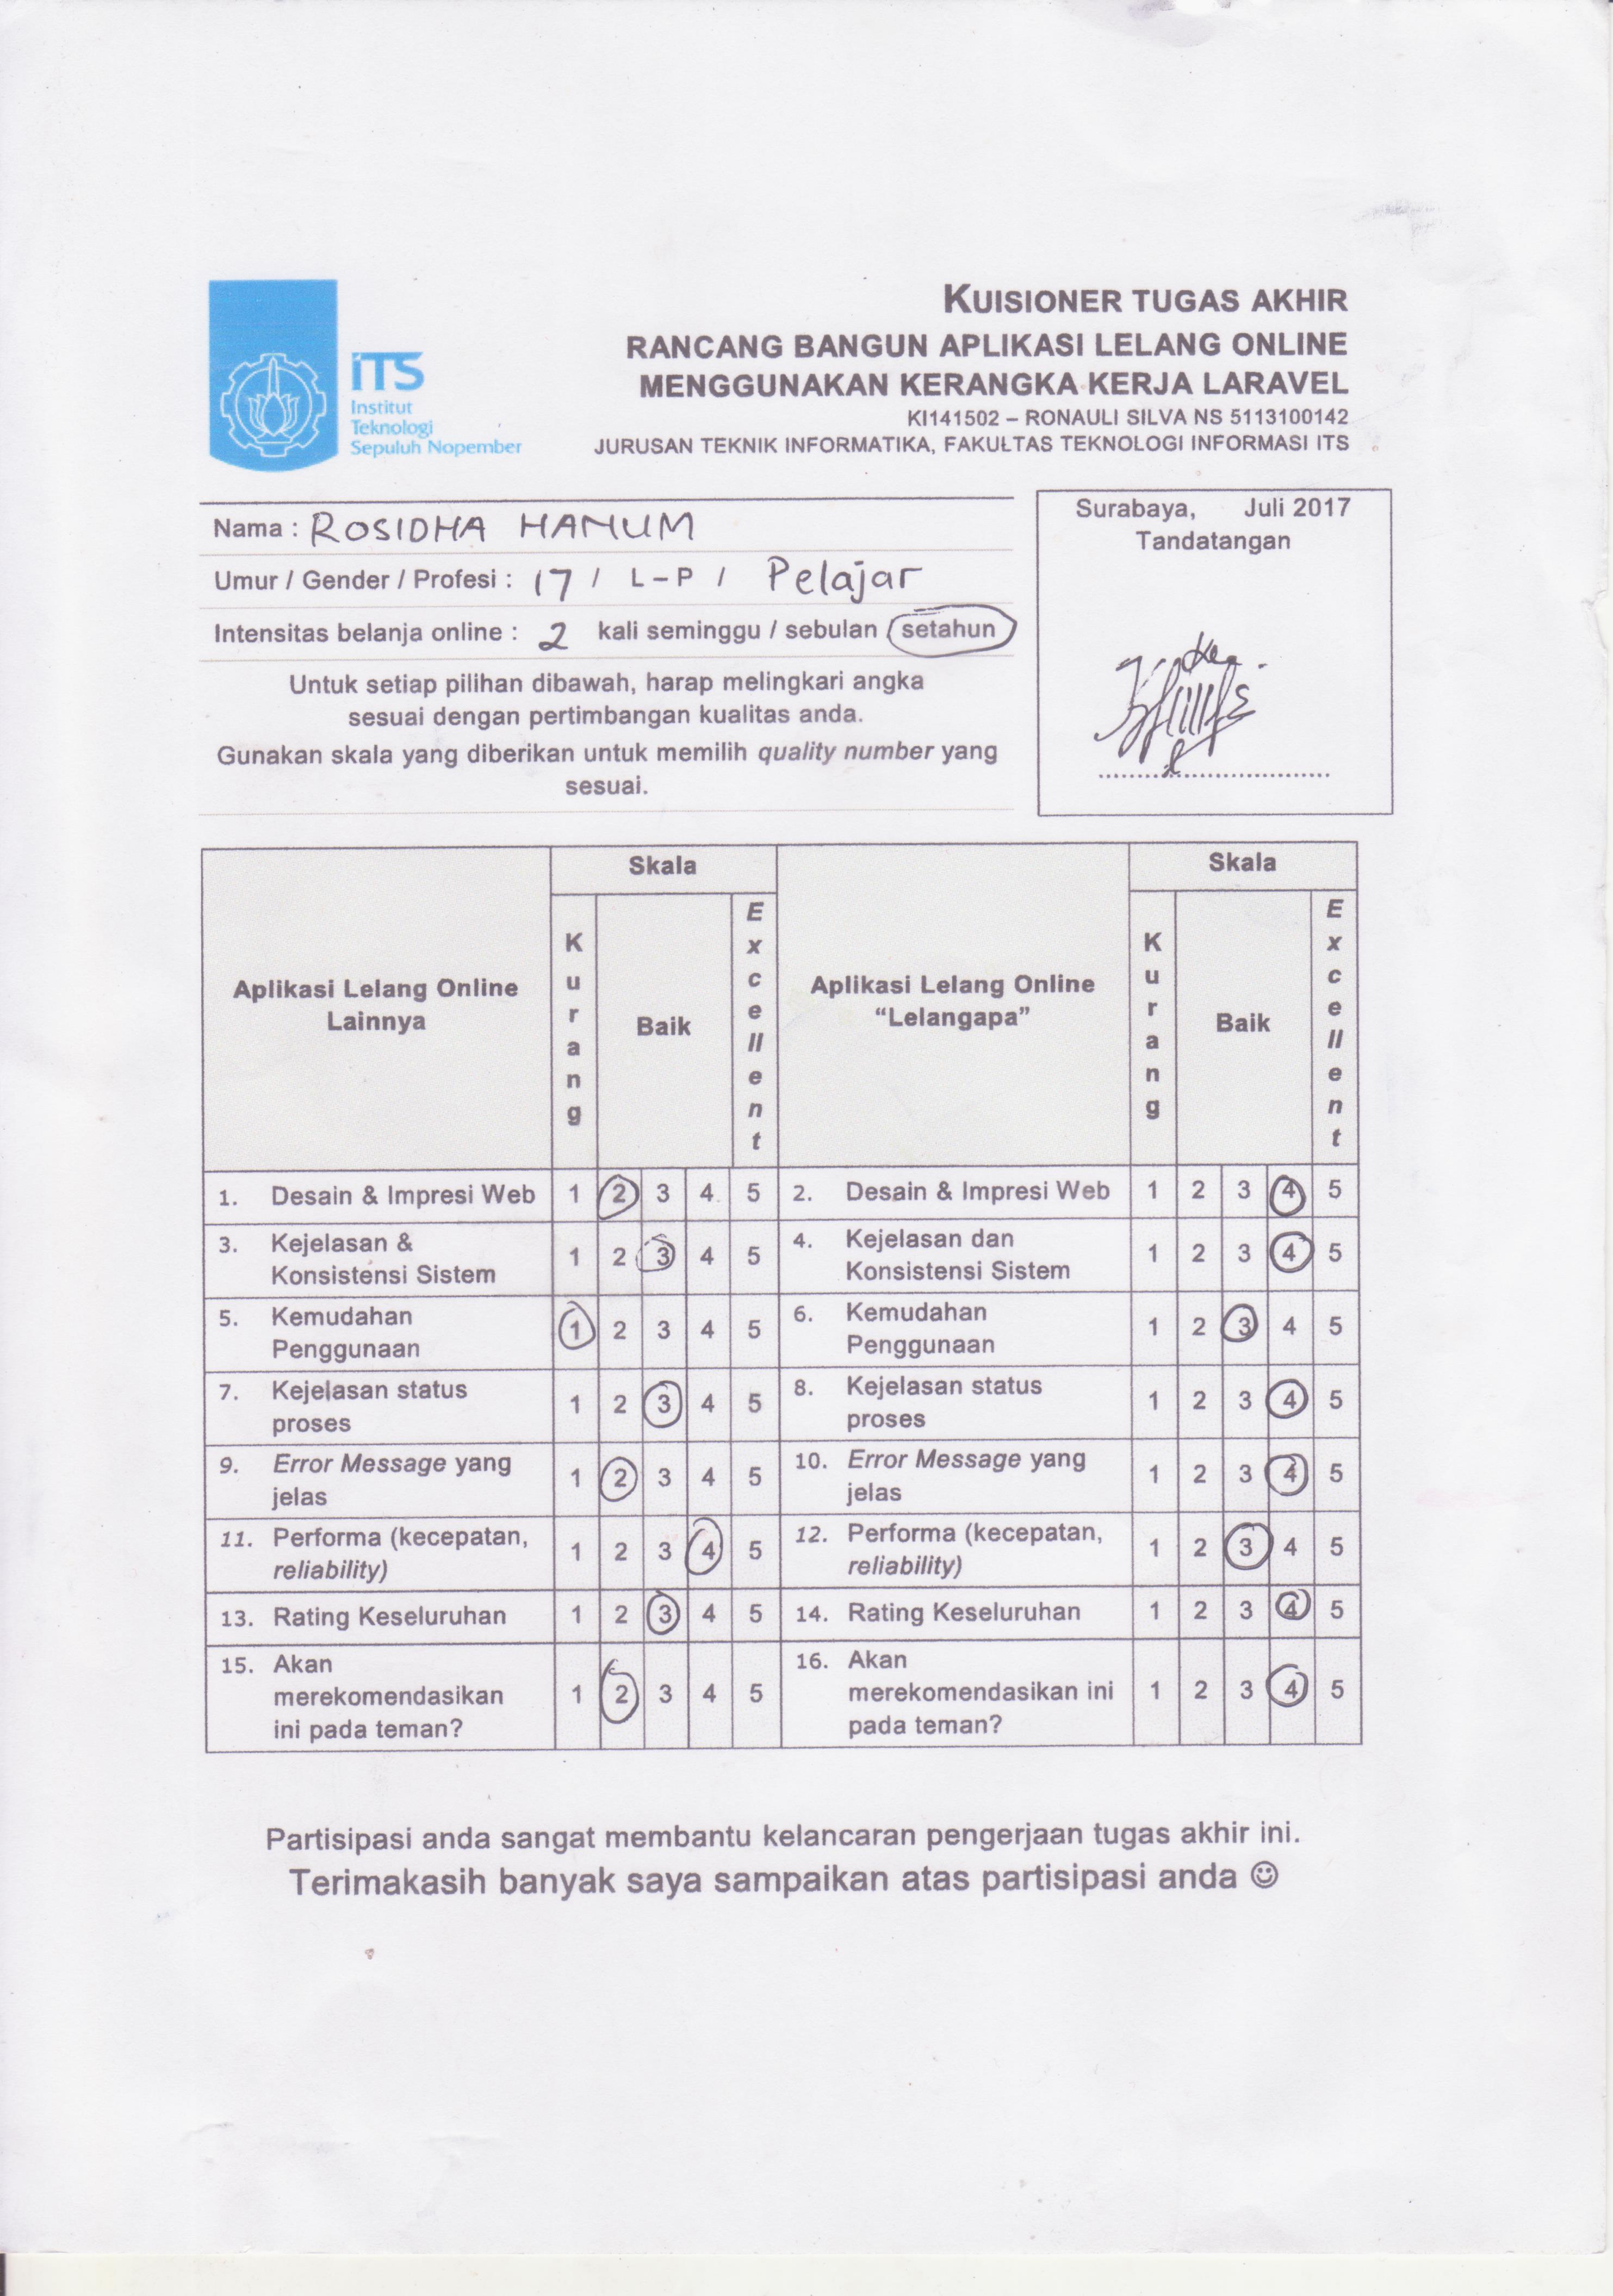 iTS
Institut
Teknologi
Sepuluh Nopember
KUISIONER TUGAS AKHIR
RANCANG BANGUN APLIKASI LELANG ONLINE
MENGGUNAKAN KERANGKA KERJA LARAVEL
KI141502 – RONAULI SILVA NS 5113100142
JURUSAN TEKNIK INFORMATIKA, FAKULTAS TEKNOLOGI INFORMASI ITS
Nama : ROSIDHA HANUM
Umur / Gender / Profesi : 17 / L – P / Pelajar
Intensitas belanja online : 2 kali seminggu / sebulan / setahun
Untuk setiap pilihan dibawah, harap melingkari angka
sesuai dengan pertimbangan kualitas anda.
Gunakan skala yang diberikan untuk memilih quality number yang
sesuai.
Surabaya, Juli 2017
Tandatangan
Aplikasi Lelang Online
Lainnya
Skala
Kurang
Baik
Excellent
Aplikasi Lelang Online
“Lelangapa”
Skala
Kurang
Baik
Excellent
1. Desain & Impresi Web 1 2 3 4 5
2. Desain & Impresi Web 1 2 3 4 5
3. Kejelasan &
Konsistensi Sistem 1 2 3 4 5
4. Kejelasan dan
Konsistensi Sistem 1 2 3 4 5
5. Kemudahan
Penggunaan 1 2 3 4 5
6. Kemudahan
Penggunaan 1 2 3 4 5
7. Kejelasan status
proses 1 2 3 4 5
8. Kejelasan status
proses 1 2 3 4 5
9. Error Message yang
jelas 1 2 3 4 5
10. Error Message yang
jelas 1 2 3 4 5
11. Performa (kecepatan,
reliability) 1 2 3 4 5
12. Performa (kecepatan,
reliability) 1 2 3 4 5
13. Rating Keseluruhan 1 2 3 4 5
14. Rating Keseluruhan 1 2 3 4 5
15. Akan
merekomendasikan 1 2 3 4 5
ini pada teman?
16. Akan
merekomendasikan ini 1 2 3 4 5
pada teman?
Partisipasi anda sangat membantu kelancaran pengerjaan tugas akhir ini.
Terimakasih banyak saya sampaikan atas partisipasi anda ☺